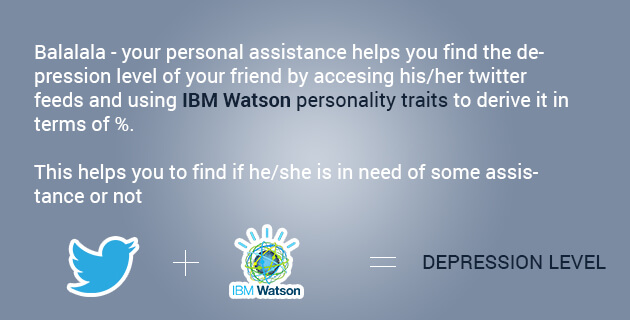 Balalala - your personal assistance helps you find the de-
pression level of your friend by accesing his/her twitter
feeds and using IBM Watson personality traits to derive it in
terms of %.
This helps you to find if he/she is in need of some assis-
tance or not
+
IBM Watson
=
DEPRESSION LEVEL